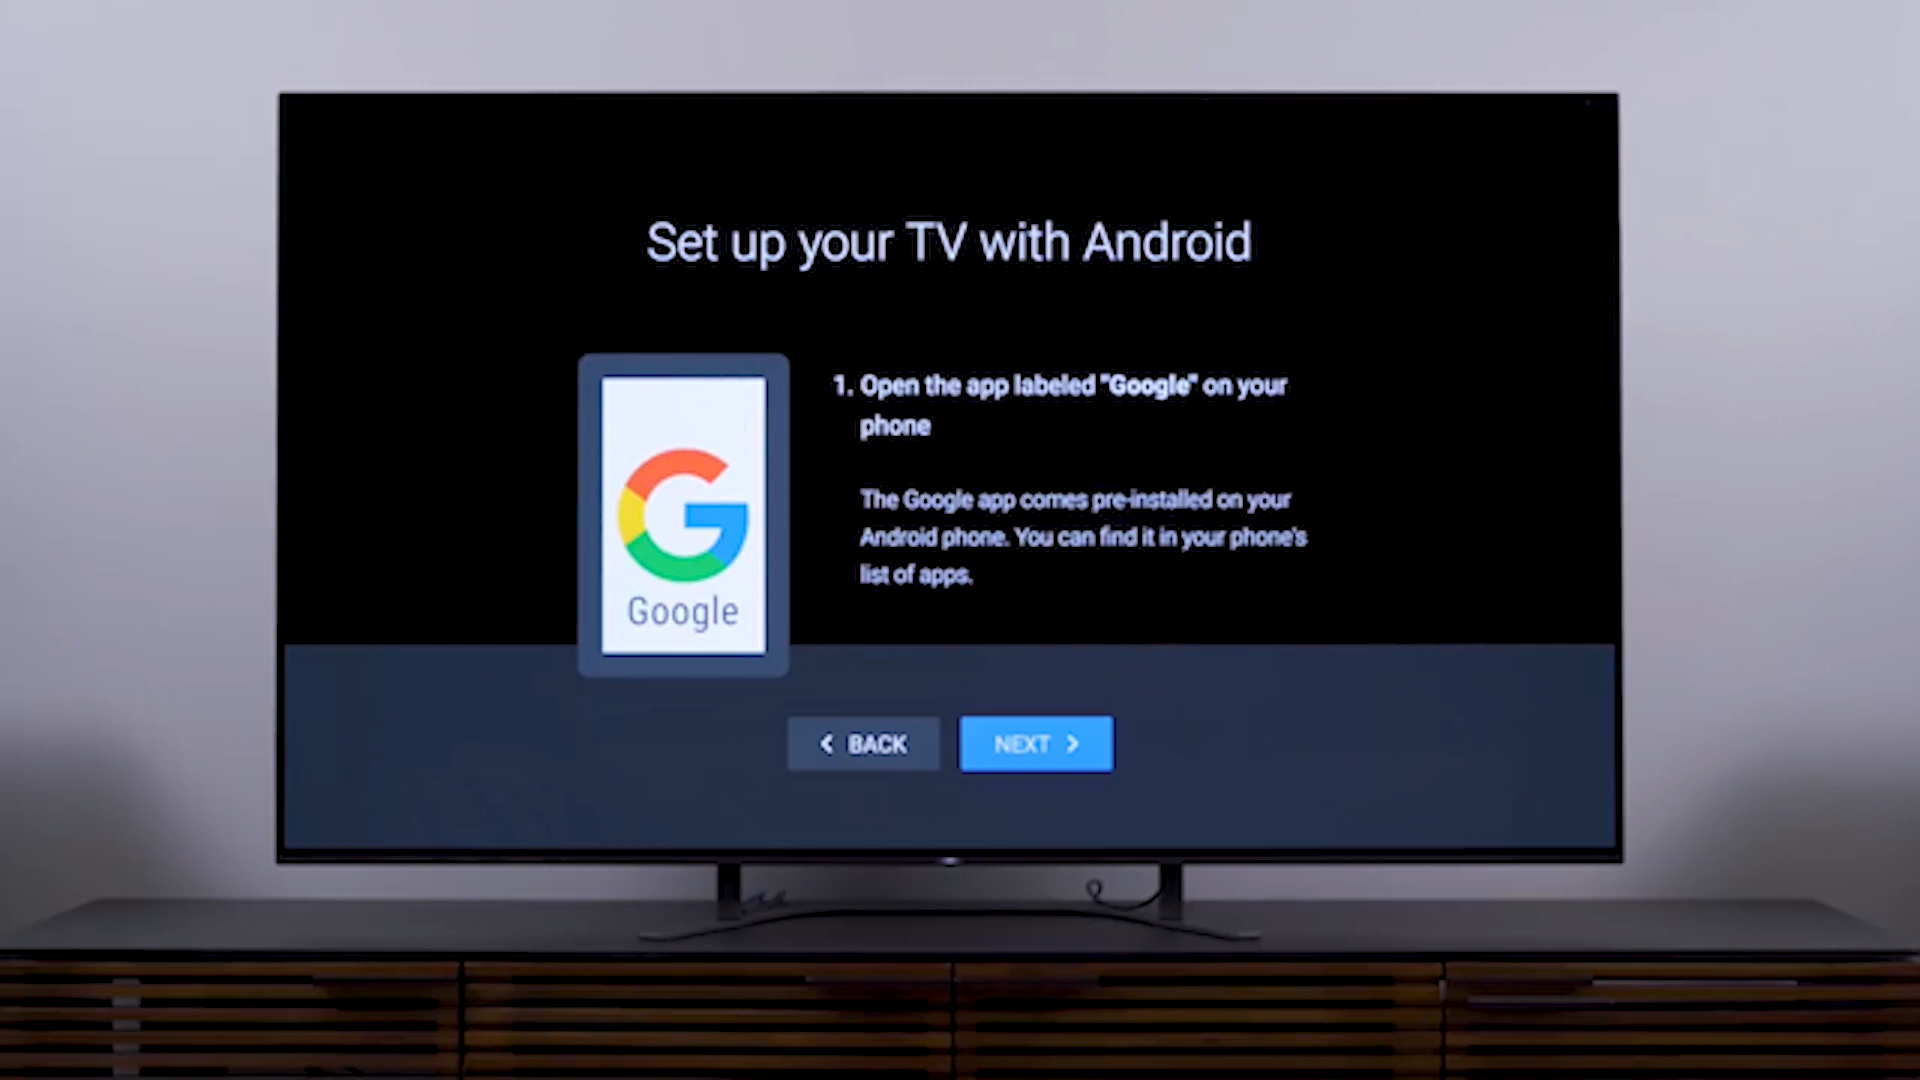 Set up your TV with Android
1. Open the app labeled "Google" on your
phone
The Google app comes pre-installed on your
Android phone. You can find it in your phone's
list of apps.
Google
BACK
NEXT